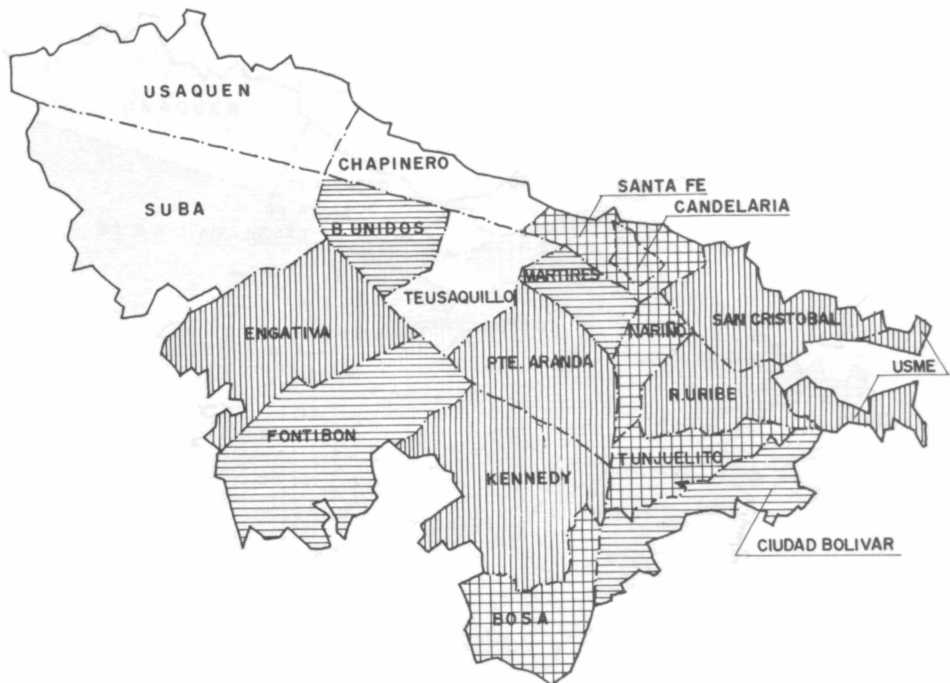 USAQUEN
CHAPINERO
SANTA FE
CANDELARIA
SUBA
B. UNIDOS
MARTIRES
TEUSAQUILLO
NARIÑO
SAN CRISTOBAL
ENGATIVA
PTE. ARANDA
USME
R. URIBE
FONTIBON
TUNJUELITO
KENNEDY
CIUDAD BOLIVAR
BOSA